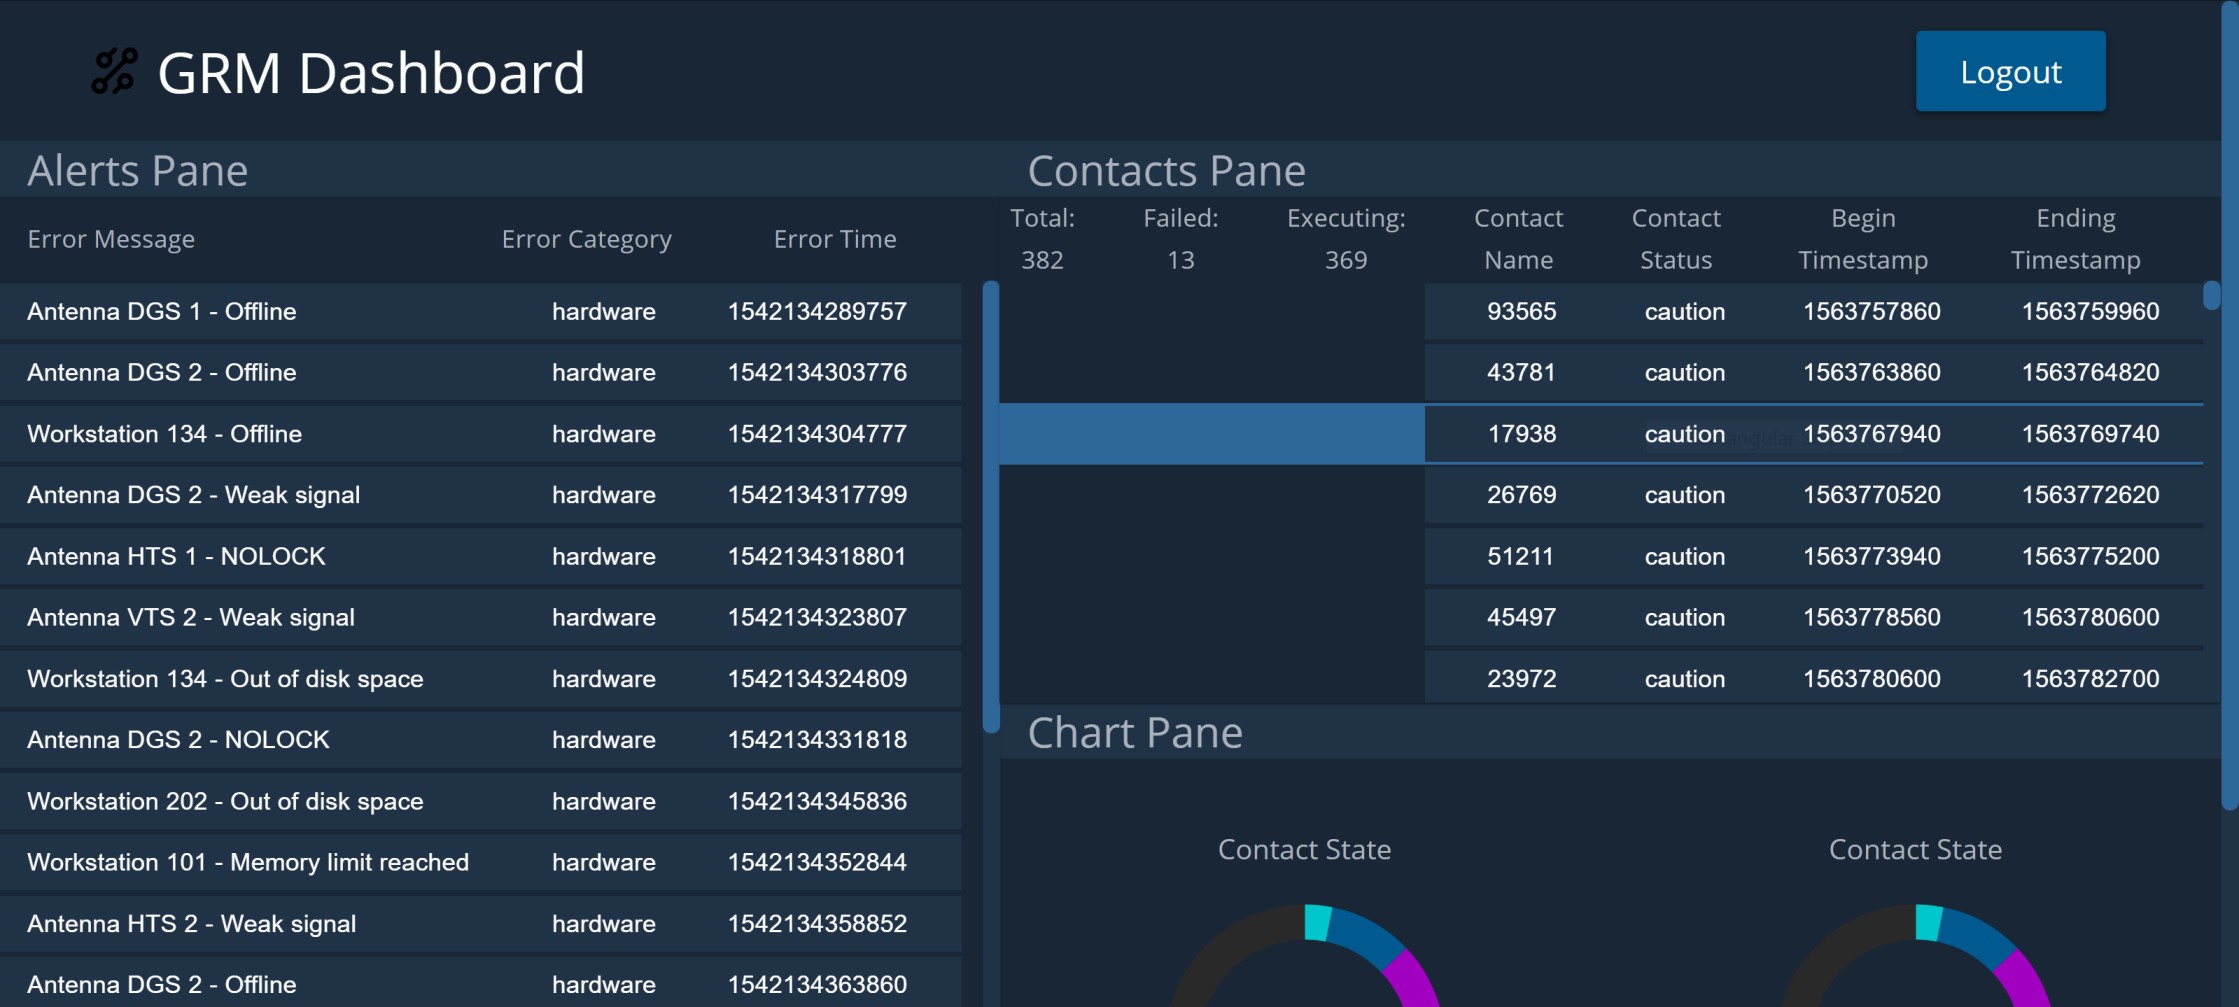 GRM Dashboard
Logout
Alerts Pane
Error Message Error Category Error Time
Antenna DGS 1 - Offline hardware 1542134289757
Antenna DGS 2 - Offline hardware 1542134303776
Workstation 134 - Offline hardware 1542134304777
Antenna DGS 2 - Weak signal hardware 1542134317799
Antenna HTS 1 - NOLOCK hardware 1542134318801
Antenna VTS 2 - Weak signal hardware 1542134323807
Workstation 134 - Out of disk space hardware 1542134324809
Antenna DGS 2 - NOLOCK hardware 1542134331818
Workstation 202 - Out of disk space hardware 1542134345836
Workstation 101 - Memory limit reached hardware 1542134352844
Antenna HTS 2 - Weak signal hardware 1542134358852
Antenna DGS 2 - Offline hardware 1542134363860
Contacts Pane
Total: Failed: Executing: Contact Contact Begin Ending
382 13 369 Name Status Timestamp Timestamp
93565 caution 1563757860 1563759960
43781 caution 1563763860 1563764820
17938 caution 1563767940 1563769740
26769 caution 1563770520 1563772620
51211 caution 1563773940 1563775200
45497 caution 1563778560 1563780600
23972 caution 1563780600 1563782700
Chart Pane
Contact State Contact State